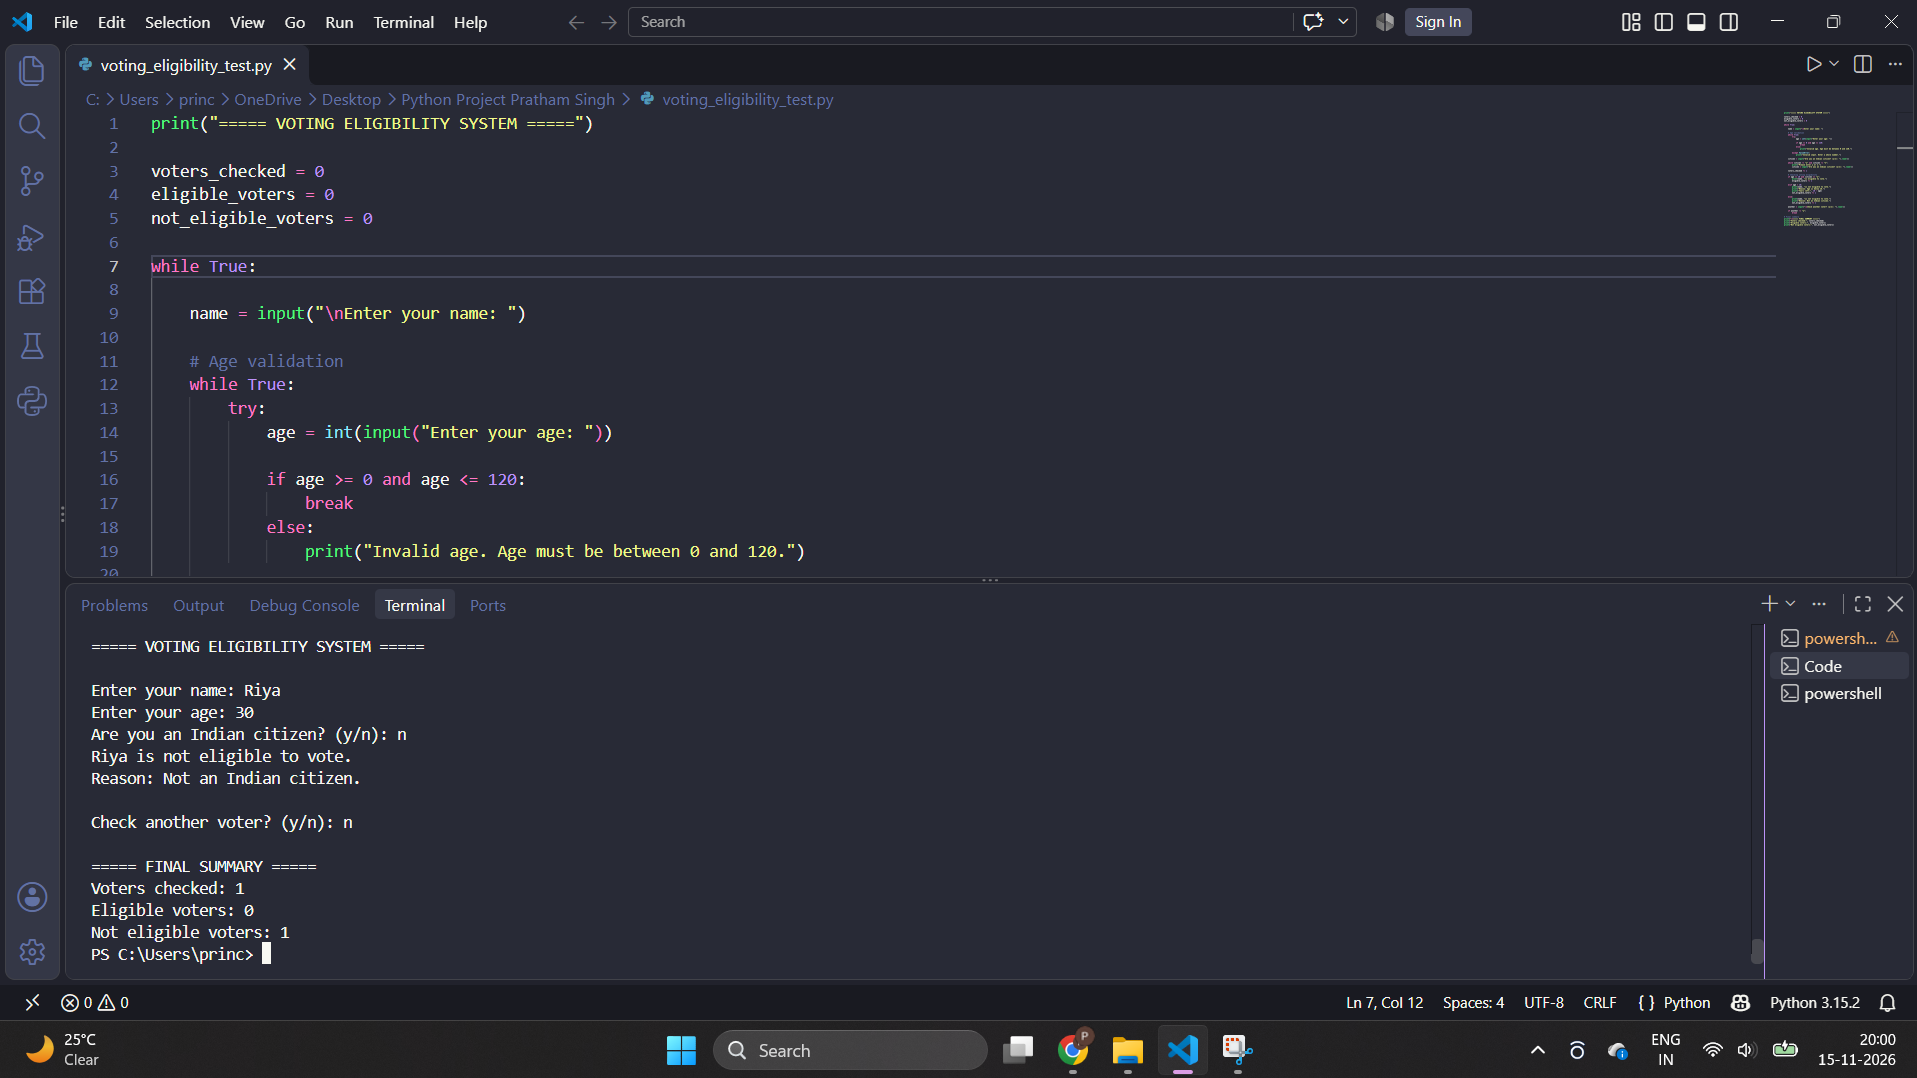 File Edit Selection View Go Run Terminal Help
Search
Sign In
voting_eligibility_test.py
C: > Users > princ > OneDrive > Desktop > Python Project Pratham Singh > voting_eligibility_test.py
1 print("===== VOTING ELIGIBILITY SYSTEM =====")
2
3 voters_checked = 0
4 eligible_voters = 0
5 not_eligible_voters = 0
6
7 while True:
8
9 name = input("\nEnter your name: ")
10
11 # Age validation
12 while True:
13 try:
14 age = int(input("Enter your age: "))
15
16 if age >= 0 and age <= 120:
17 break
18 else:
19 print("Invalid age. Age must be between 0 and 120.")
20
Problems Output Debug Console Terminal Ports
===== VOTING ELIGIBILITY SYSTEM =====
Enter your name: Riya
Enter your age: 30
Are you an Indian citizen? (y/n): n
Riya is not eligible to vote.
Reason: Not an Indian citizen.
Check another voter? (y/n): n
===== FINAL SUMMARY =====
Voters checked: 1
Eligible voters: 0
Not eligible voters: 1
PS C:\Users\princ>
powersh...
Code
powershell
0 0
Ln 7, Col 12 Spaces: 4 UTF-8 CRLF { } Python Python 3.15.2
25°C
Clear
Search
P
ENG
IN
20:00
15-11-2026